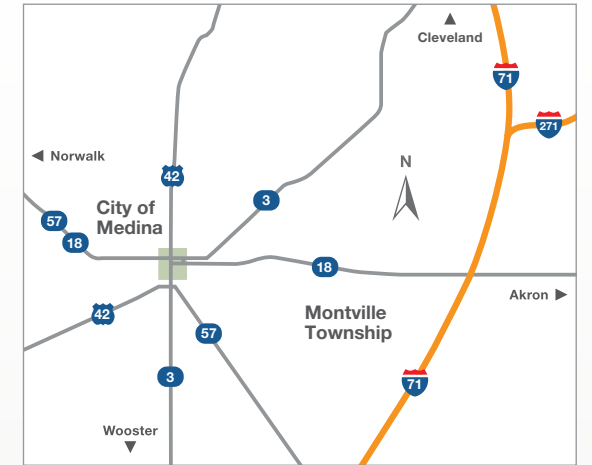 Cleveland
71
271
Norwalk
N
42
3
City of
Medina
57
18
18
Akron
Montville
Township
42
57
3
71
Wooster